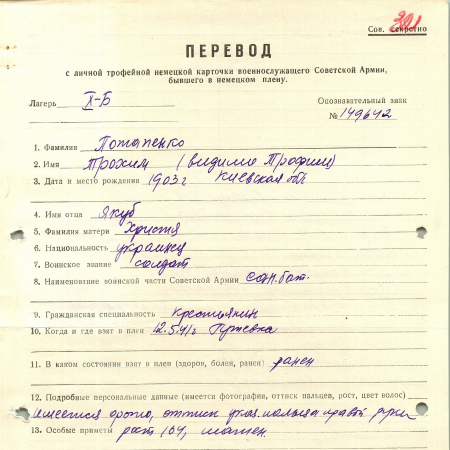 301
Сов. секретно
ПЕРЕВОД
с личной трофейной немецкой карточки военнослужащего Советской Армии,
бывшего в немецком плену.
Лагерь X-Б
Опознавательный знак
№ 149642
1. Фамилия Потапенко
2. Имя Трохим (видимо Трофим)
3. Дата и место рождения 1903 г Киевская обл
4. Имя отца Якуб
5. Фамилия матери Христя
6. Национальность украинец
7. Воинское звание солдат
8. Наименование воинской части Советской Армии сан. бат.
9. Гражданская специальность крестьянин
10. Когда и где взят в плен 12.5.41г
11. В каком состоянии взят в плен (здоров, болен, ранен) ранен
12. Подробные персональные данные (имеется фотография, оттиск пальцев, рост, цвет волос)
Имеется фото, оттиск указ. пальца правой руки
13. Особые приметы рост 164,